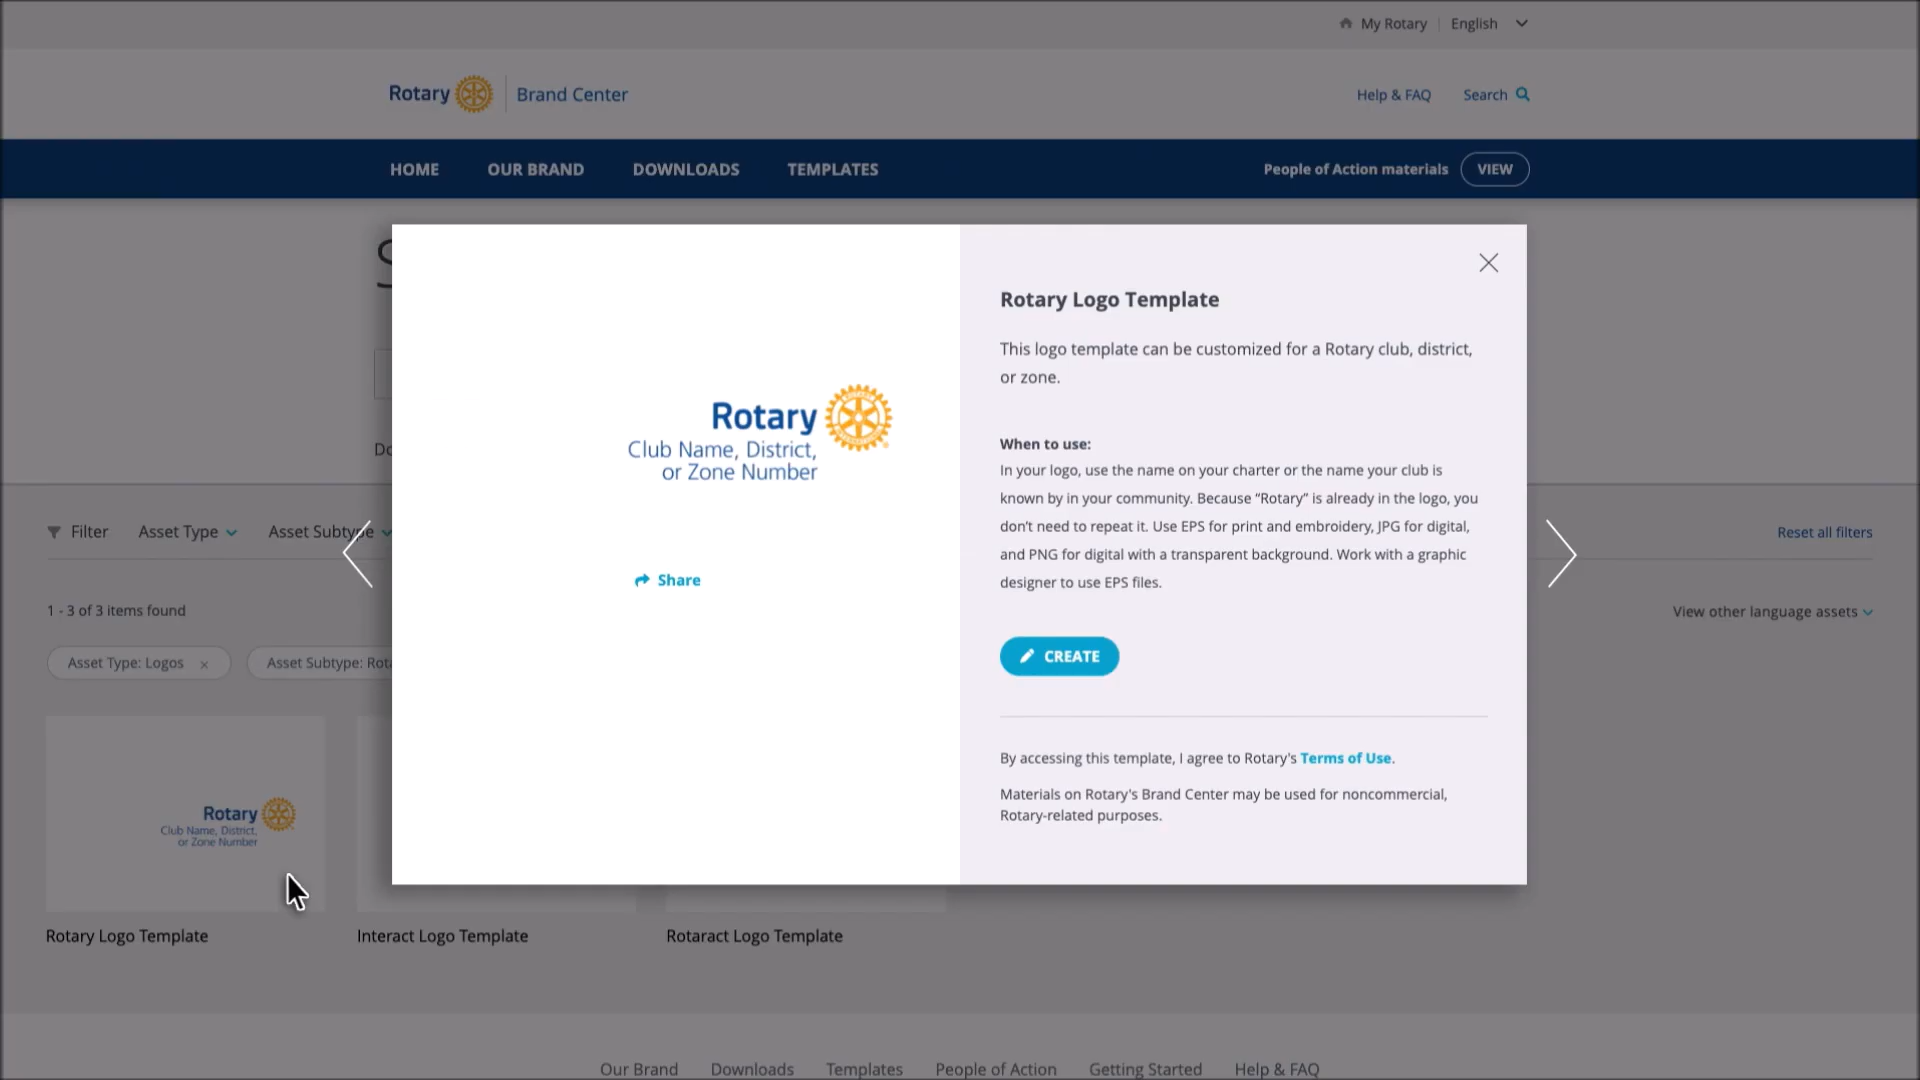 My Rotary
English
Rotary
Brand Center
Help & FAQ
Search
HOME
OUR BRAND
DOWNLOADS
TEMPLATES
People of Action materials
VIEW
Rotary
Club Name, District,
or Zone Number
Share
Rotary Logo Template
This logo template can be customized for a Rotary club, district,
or zone.
When to use:
In your logo, use the name on your charter or the name your club is
known by in your community. Because “Rotary” is already in the logo, you
don't need to repeat it. Use EPS for print and embroidery, JPG for digital,
and PNG for digital with a transparent background. Work with a graphic
designer to use EPS files.
CREATE
By accessing this template, I agree to Rotary's Terms of Use.
Materials on Rotary's Brand Center may be used for noncommercial,
Rotary-related purposes.
Filter
Asset Type
Asset Subtype
Reset all filters
1 - 3 of 3 items found
View other language assets
Asset Type: Logos
Asset Subtype:
Rotary
Club Name, District,
or Zone Number
Rotary Logo Template
Interact Logo Template
Rotaract Logo Template
Our Brand
Downloads
Templates
People of Action
Getting Started
Help & FAQ